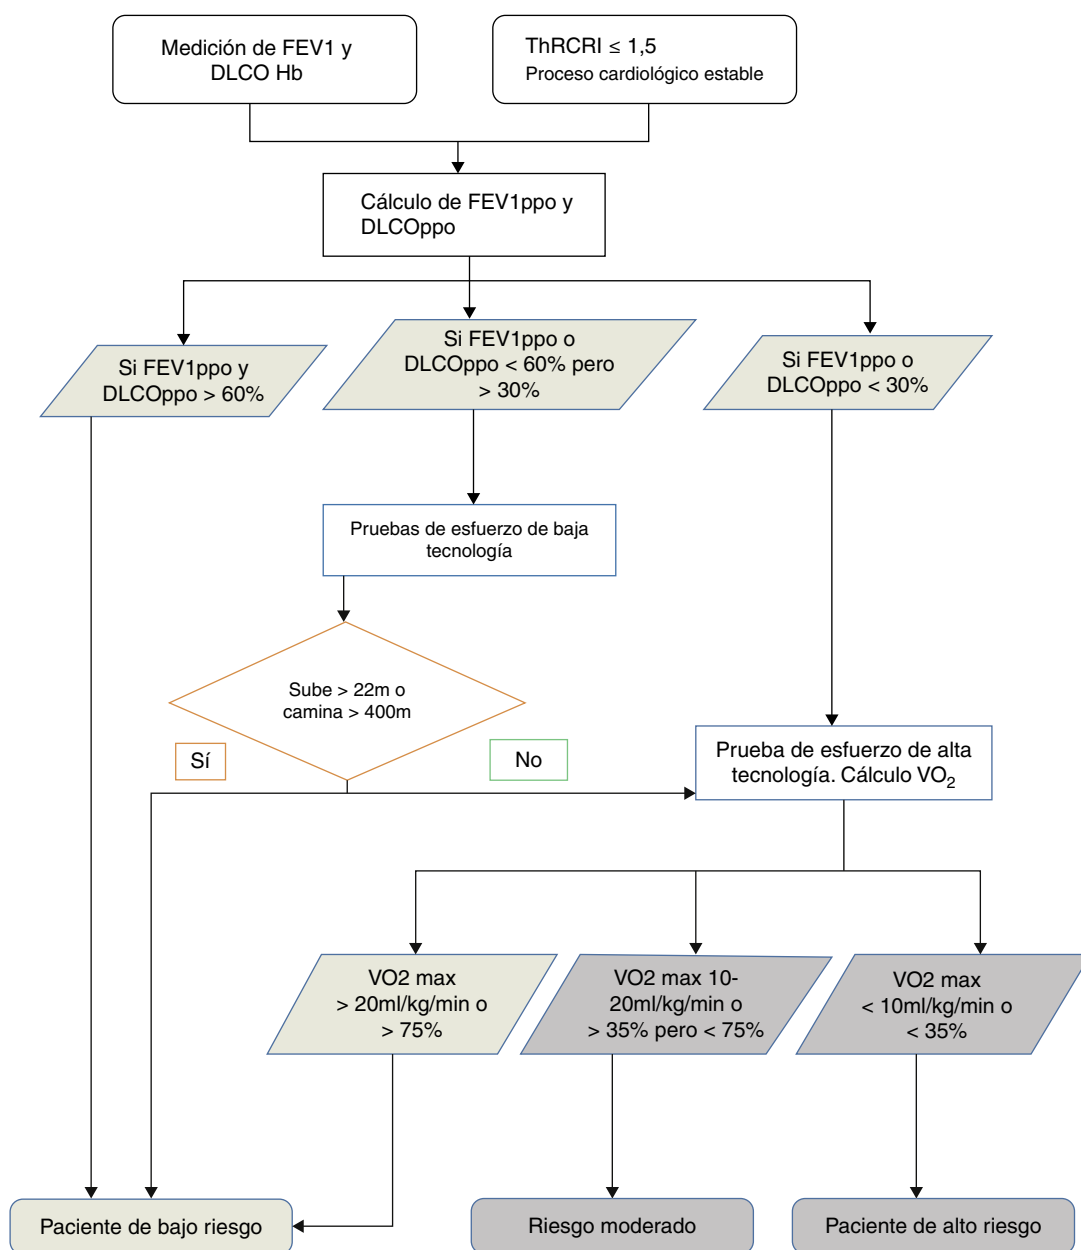 Medición de FEV1 y
DLCO Hb
ThRCRI ≤ 1,5
Proceso cardiológico estable
Cálculo de FEV1ppo y
DLCOppo
Si FEV1ppo y
DLCOppo > 60%
Si FEV1ppo o
DLCOppo < 60% pero
> 30%
Si FEV1ppo o
DLCOppo < 30%
Pruebas de esfuerzo de baja
tecnología
Sube > 22m o
camina > 400m
Sí
No
Prueba de esfuerzo de alta
tecnología. Cálculo VO2
VO2 max
> 20ml/kg/min o
> 75%
VO2 max 10-
20ml/kg/min o
> 35% pero < 75%
VO2 max
< 10ml/kg/min o
< 35%
Paciente de bajo riesgo
Riesgo moderado
Paciente de alto riesgo